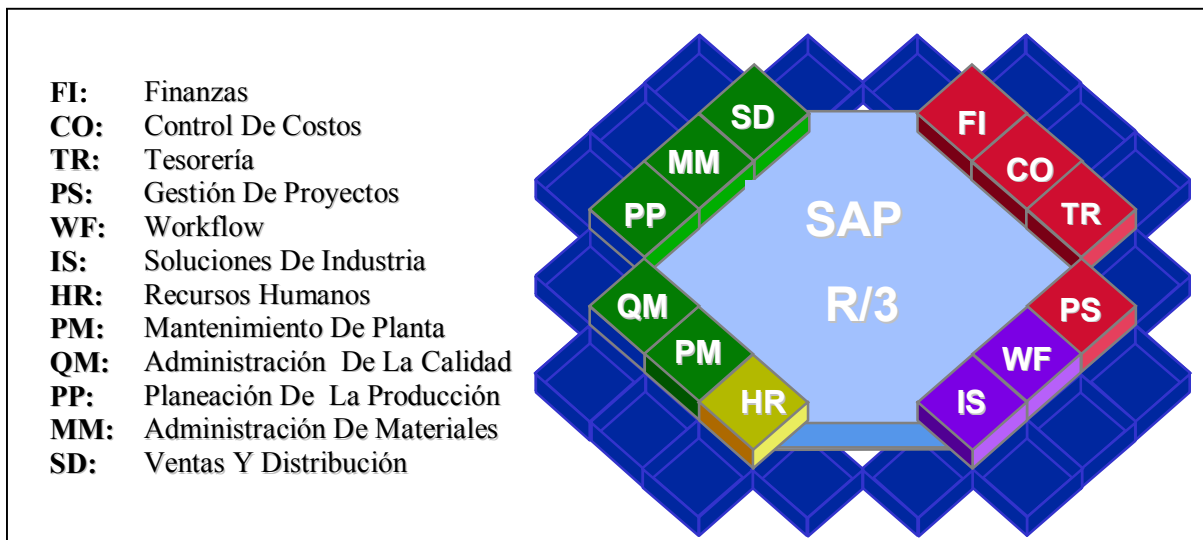 FI: Finanzas
CO: Control De Costos
TR: Tesorería
PS: Gestión De Proyectos
WF: Workflow
IS: Soluciones De Industria
HR: Recursos Humanos
PM: Mantenimiento De Planta
QM: Administración De La Calidad
PP: Planeación De La Producción
MM: Administración De Materiales
SD: Ventas Y Distribución
SD
MM
PP
QM
PM
HR
SAP
R/3
FI
CO
TR
PS
WF
IS